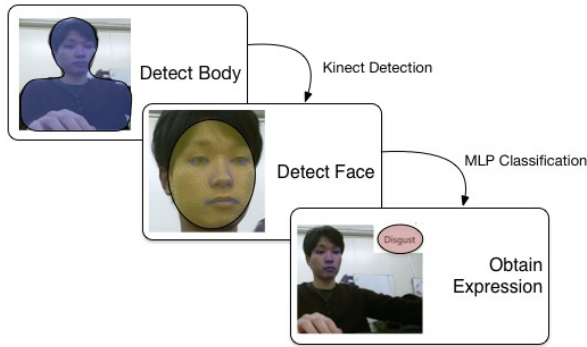 Detect Body
Kinect Detection
Detect Face
MLP Classification
Disgust
Obtain
Expression